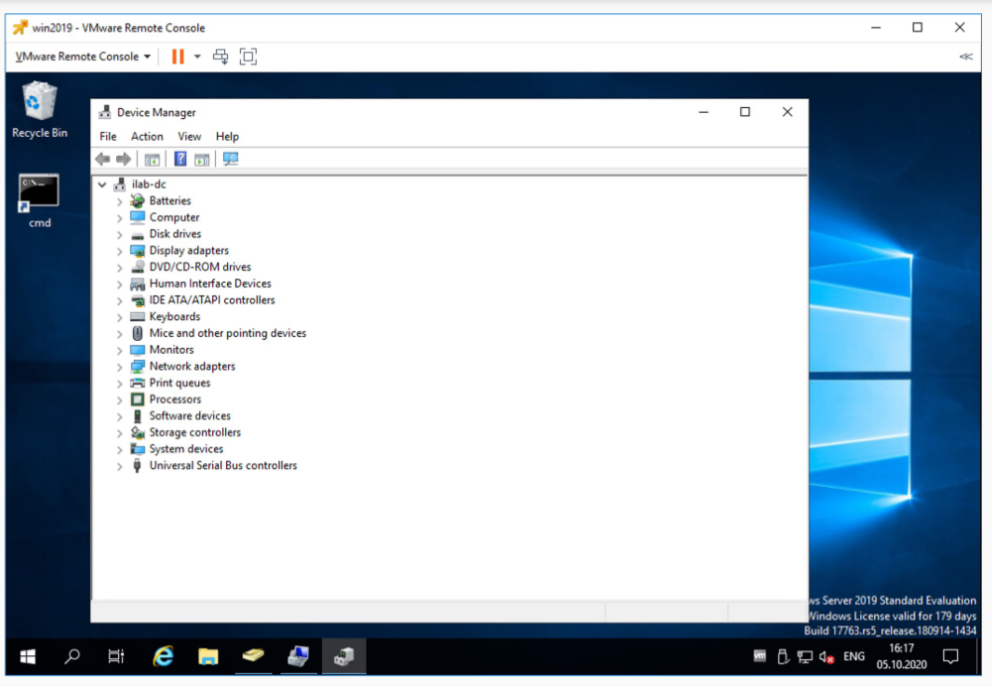 win2019 - VMware Remote Console
VMware Remote Console
Recycle Bin
cmd
Device Manager
File Action View Help
ilab-dc
Batteries
Computer
Disk drives
Display adapters
DVD/CD-ROM drives
Human Interface Devices
IDE ATA/ATAPI controllers
Keyboards
Mice and other pointing devices
Monitors
Network adapters
Print queues
Processors
Software devices
Storage controllers
System devices
Universal Serial Bus controllers
ws Server 2019 Standard Evaluation
Windows License valid for 179 days
Build 17763.rs5_release.180914-1434
vm
ENG
16:17
05.10.2020